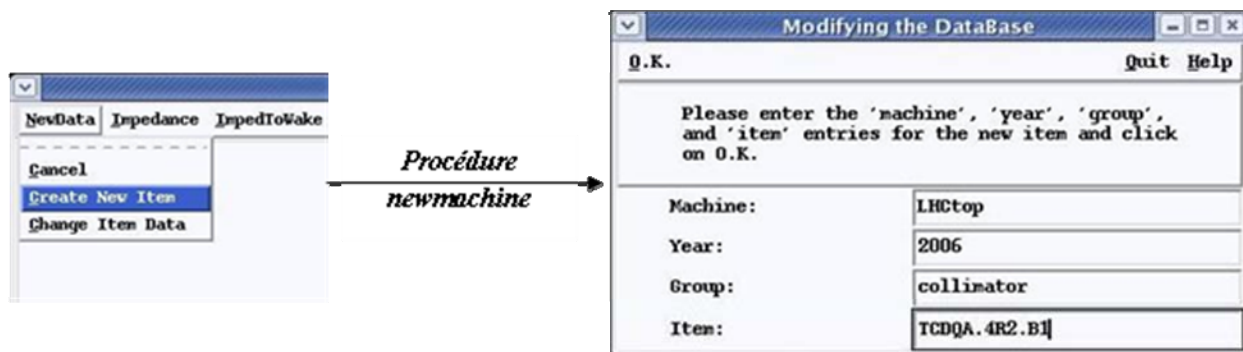 NewData Impedance ImpedToWake
Cancel
Create New Item
Change Item Data
Procédure
newmachine
Modifying the DataBase
O.K. Quit Help
Please enter the 'machine', 'year', 'group',
and 'item' entries for the new item and click
on O.K.
Machine: LHCtop
Year: 2006
Group: collimator
Item: TCDQA.4R2.B1